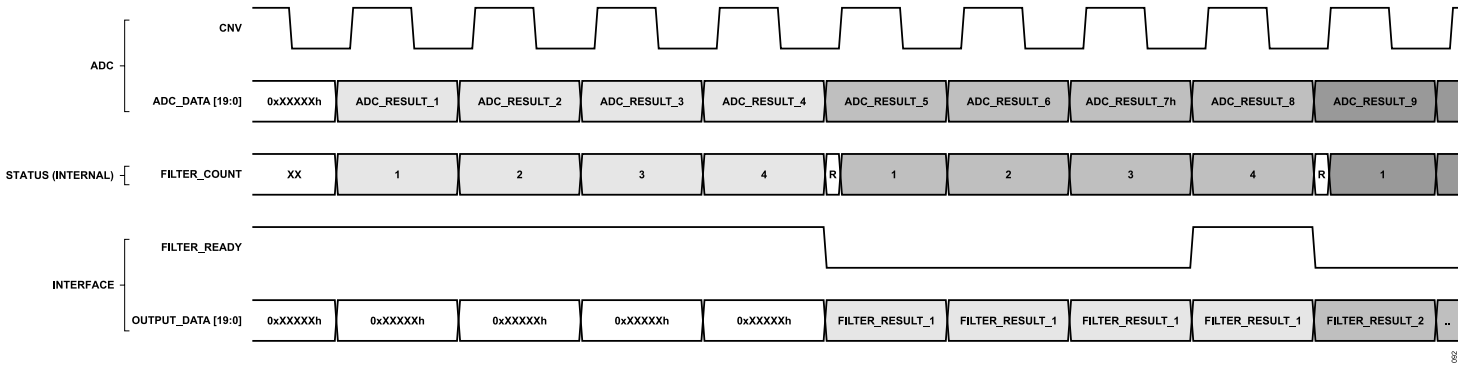 CNV
ADC
ADC_DATA [19:0] 0xXXXXXh ADC_RESULT_1 ADC_RESULT_2 ADC_RESULT_3 ADC_RESULT_4 ADC_RESULT_5 ADC_RESULT_6 ADC_RESULT_7h ADC_RESULT_8 ADC_RESULT_9
STATUS (INTERNAL) FILTER_COUNT XX 1 2 3 4 R 1 2 3 4 R 1
FILTER_READY
INTERFACE
OUTPUT_DATA [19:0] 0xXXXXXh 0xXXXXXh 0xXXXXXh 0xXXXXXh 0xXXXXXh FILTER_RESULT_1 FILTER_RESULT_1 FILTER_RESULT_1 FILTER_RESULT_1 FILTER_RESULT_2 ..
092